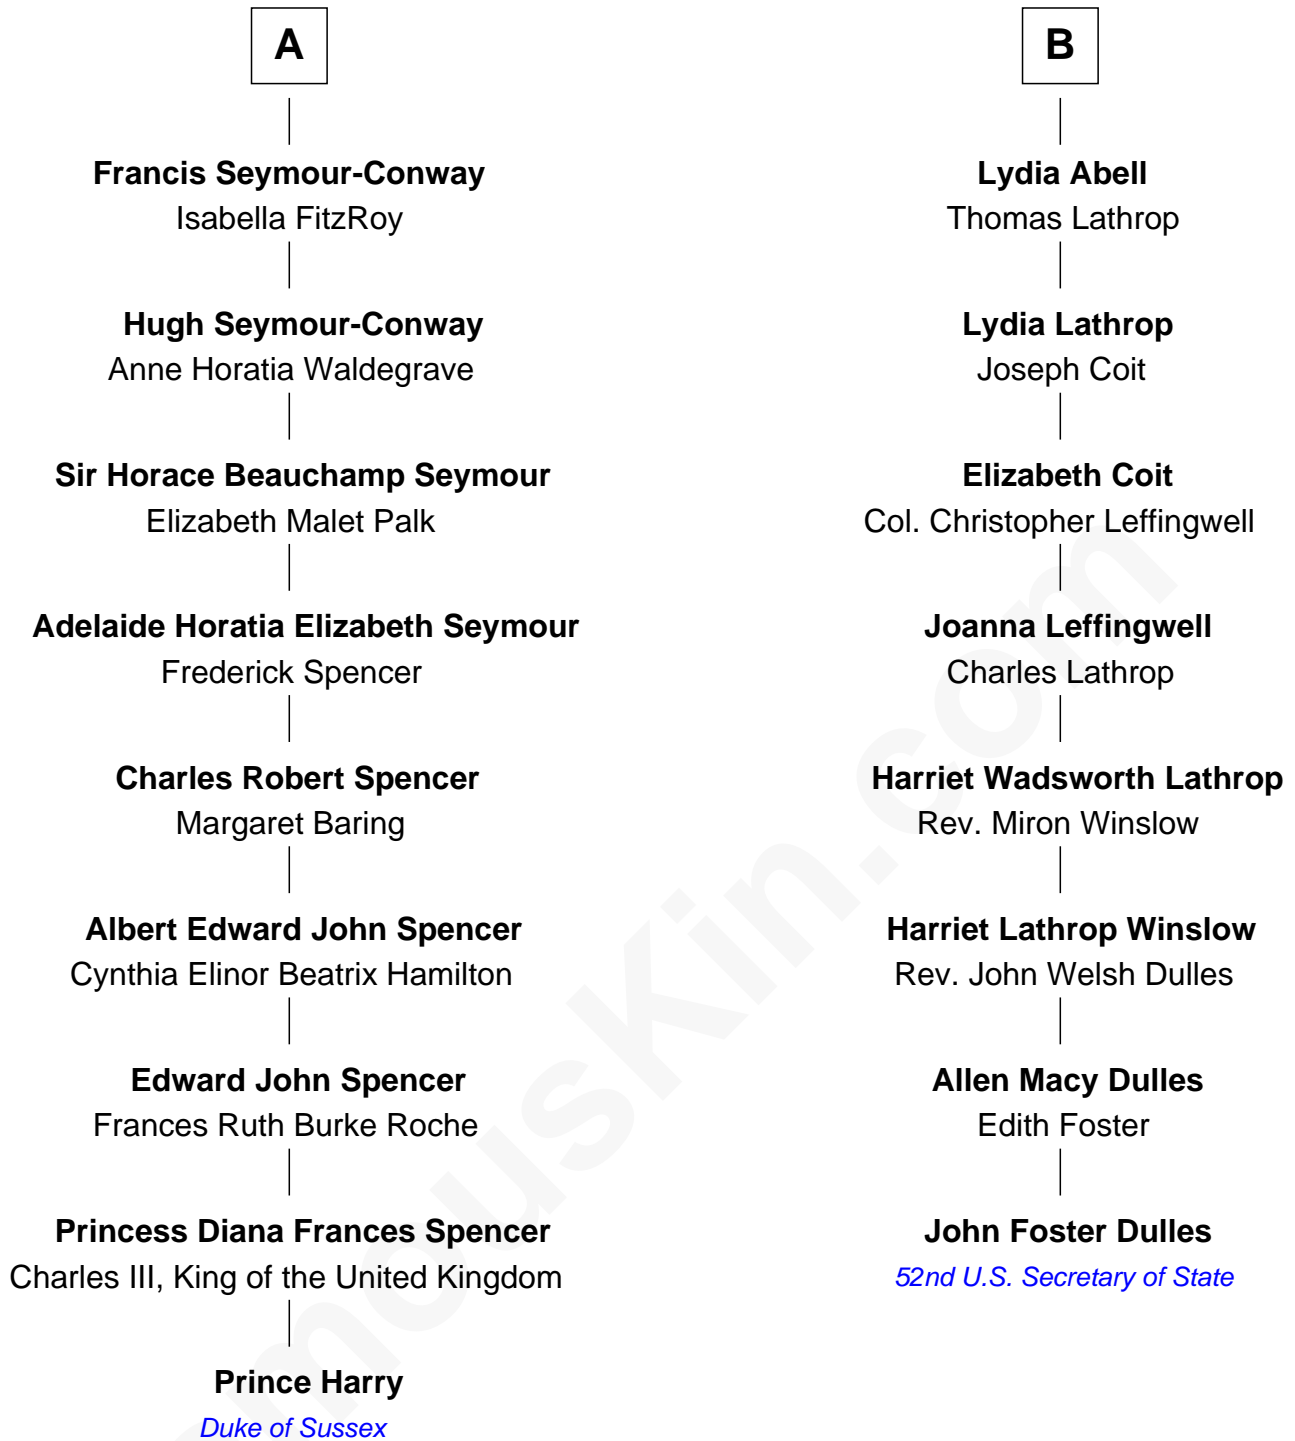 A
Francis Seymour-Conway
Isabella FitzRoy
Hugh Seymour-Conway
Anne Horatia Waldegrave
Sir Horace Beauchamp Seymour
Elizabeth Malet Palk
Adelaide Horatia Elizabeth Seymour
Frederick Spencer
Charles Robert Spencer
Margaret Baring
Albert Edward John Spencer
Cynthia Elinor Beatrix Hamilton
Edward John Spencer
Frances Ruth Burke Roche
Princess Diana Frances Spencer
Charles III, King of the United Kingdom
Prince Harry
Duke of Sussex
B
Lydia Abell
Thomas Lathrop
Lydia Lathrop
Joseph Coit
Elizabeth Coit
Col. Christopher Leffingwell
Joanna Leffingwell
Charles Lathrop
Harriet Wadsworth Lathrop
Rev. Miron Winslow
Harriet Lathrop Winslow
Rev. John Welsh Dulles
Allen Macy Dulles
Edith Foster
John Foster Dulles
52nd U.S. Secretary of State
mousKin.com